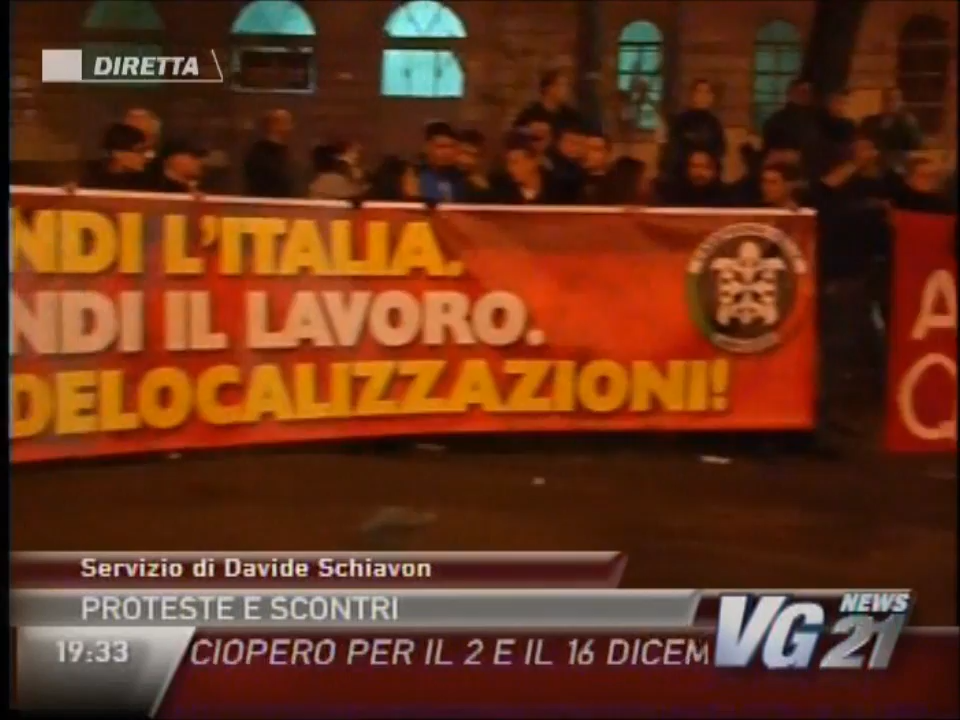 DIRETTA
NDI L'ITALIA.
NDI IL LAVORO.
DELOCALIZZAZIONI!
A
Q
Servizio di Davide Schiavon
PROTESTE E SCONTRI
19:33
CIOPERO PER IL 2 E IL 16 DICEM
VG NEWS 21